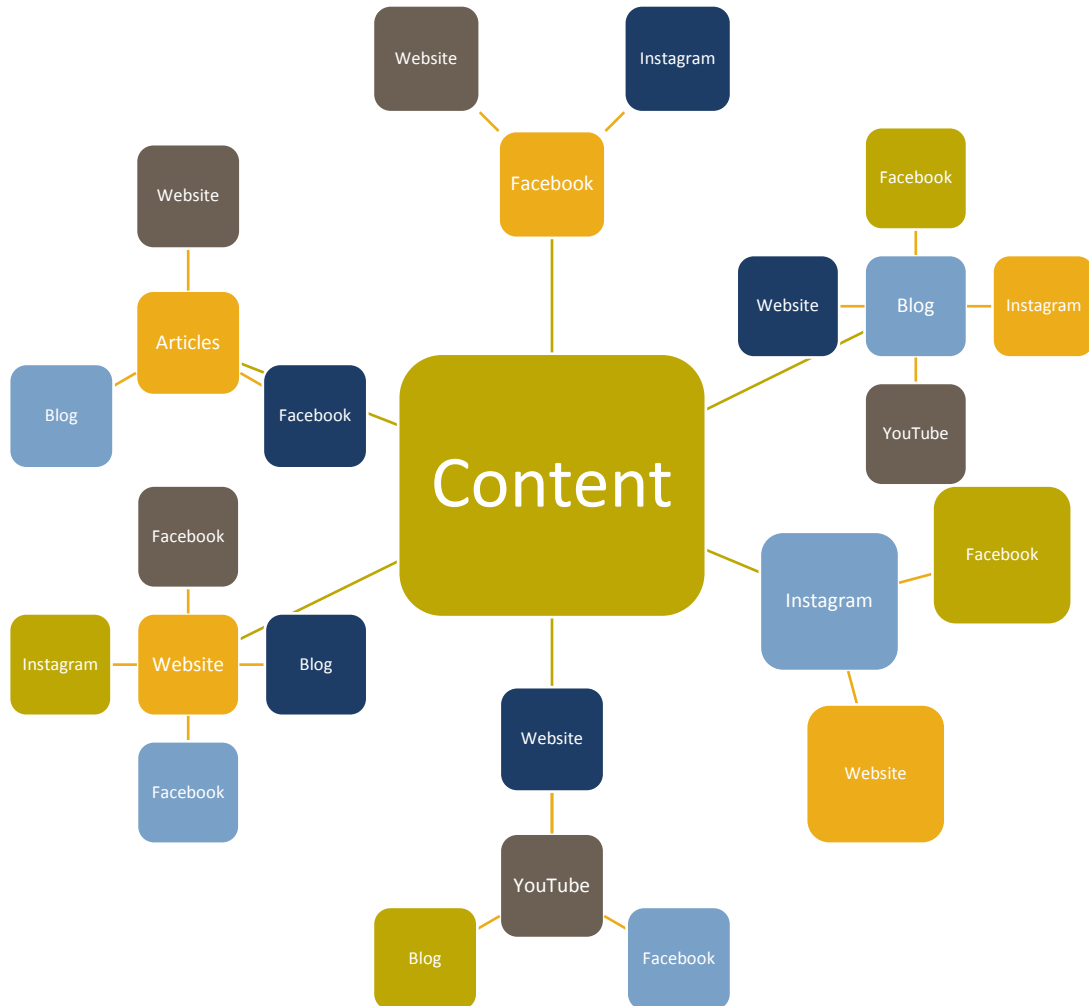 Website
Instagram
Facebook
Facebook
Website
Website
Blog
Instagram
Articles
Blog
Facebook
YouTube
Content
Facebook
Facebook
Instagram
Instagram
Website
Blog
Website
Website
Facebook
YouTube
Blog
Facebook